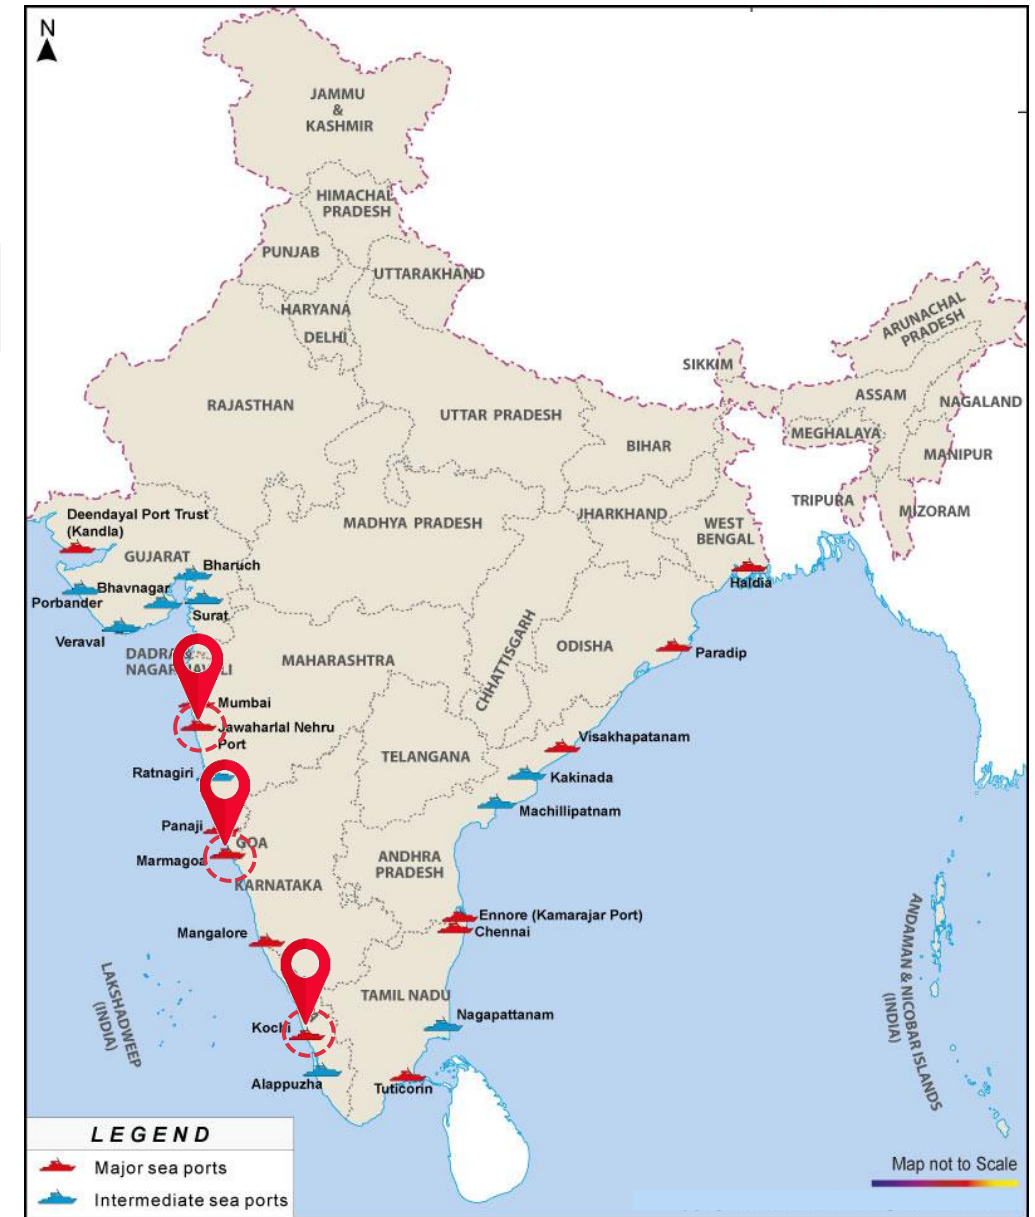 N
JAMMU
&
KASHMIR
HIMACHAL
PRADESH
PUNJAB
UTTARAKHAND
HARYANA
DELHI
ARUNACHAL
PRADESH
SIKKIM
ASSAM
NAGALAND
RAJASTHAN
UTTAR PRADESH
MEGHALAYA
BIHAR
MANIPUR
TRIPURA
MIZORAM
Deendayal Port Trust
(Kandla)
MADHYA PRADESH
JHARKHAND
WEST
BENGAL
GUJARAT
Bharuch
Bhavnagar
Haldia
Porbander
Surat
Veraval
DADRA &
NAGAR HAVELI
MAHARASHTRA
CHHATTISGARH
ODISHA
Paradip
Mumbai
Jawaharlal Nehru
Port
Visakhapatanam
TELANGANA
Ratnagiri
Kakinada
Machillipatnam
Panaji
GOA
Marmagoa
ANDHRA
PRADESH
KARNATAKA
Ennore (Kamarajar Port)
Chennai
Mangalore
LAKSHADWEEP
(INDIA)
ANDAMAN & NICOBAR ISLANDS
(INDIA)
TAMIL NADU
Nagapattanam
Kochi
Alappuzha
Tuticorin
LEGEND
Major sea ports
Intermediate sea ports
Map not to Scale